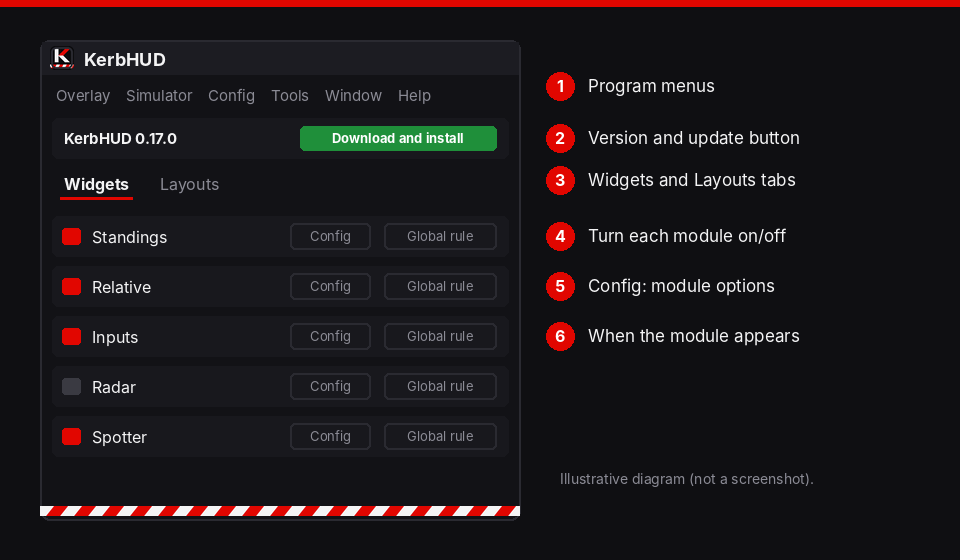 K KerbHUD
Overlay Simulator Config Tools Window Help
KerbHUD 0.17.0 Download and install
Widgets Layouts
Standings Config Global rule
Relative Config Global rule
Inputs Config Global rule
Radar Config Global rule
Spotter Config Global rule
1 Program menus
2 Version and update button
3 Widgets and Layouts tabs
4 Turn each module on/off
5 Config: module options
6 When the module appears
Illustrative diagram (not a screenshot).